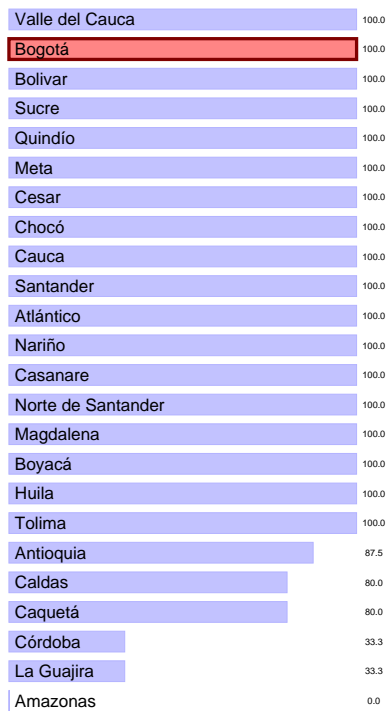 Valle del Cauca 100.0
Bogotá 100.0
Bolivar 100.0
Sucre 100.0
Quindío 100.0
Meta 100.0
Cesar 100.0
Chocó 100.0
Cauca 100.0
Santander 100.0
Atlántico 100.0
Nariño 100.0
Casanare 100.0
Norte de Santander 100.0
Magdalena 100.0
Boyacá 100.0
Huila 100.0
Tolima 100.0
Antioquia 87.5
Caldas 80.0
Caquetá 80.0
Córdoba 33.3
La Guajira 33.3
Amazonas 0.0